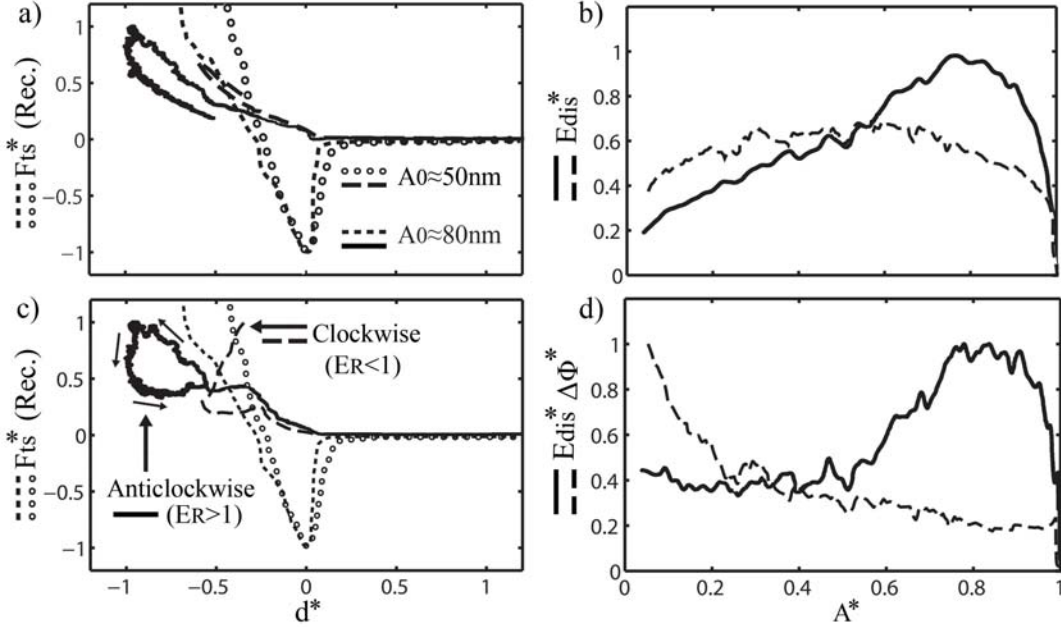 a)
Fts* (Rec.)
1
0.5
0
−0.5
−1
A0≈50nm
A0≈80nm
b)
Edis*
1
0.8
0.6
0.4
0.2
0
c)
Fts* (Rec.)
1
0.5
0
−0.5
−1
Clockwise
(ER<1)
Anticlockwise
(ER>1)
−1
−0.5
0
0.5
1
d*
d)
Edis* ΔΦ*
1
0.8
0.6
0.4
0.2
0
0
0.2
0.4
0.6
0.8
1
A*